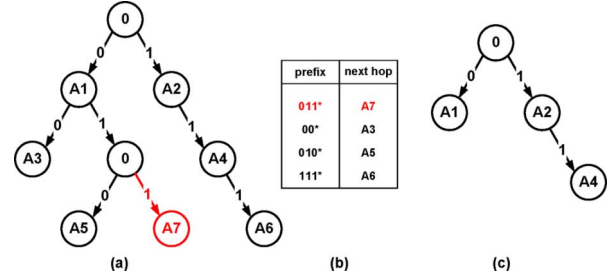 0
0 1
A1 A2
0 1 1
A3 0 A4
0 1 1
A5 A7 A6
(a)
prefix next hop
011* A7
00* A3
010* A5
111* A6
(b)
0
0 1
A1 A2
1
A4
(c)